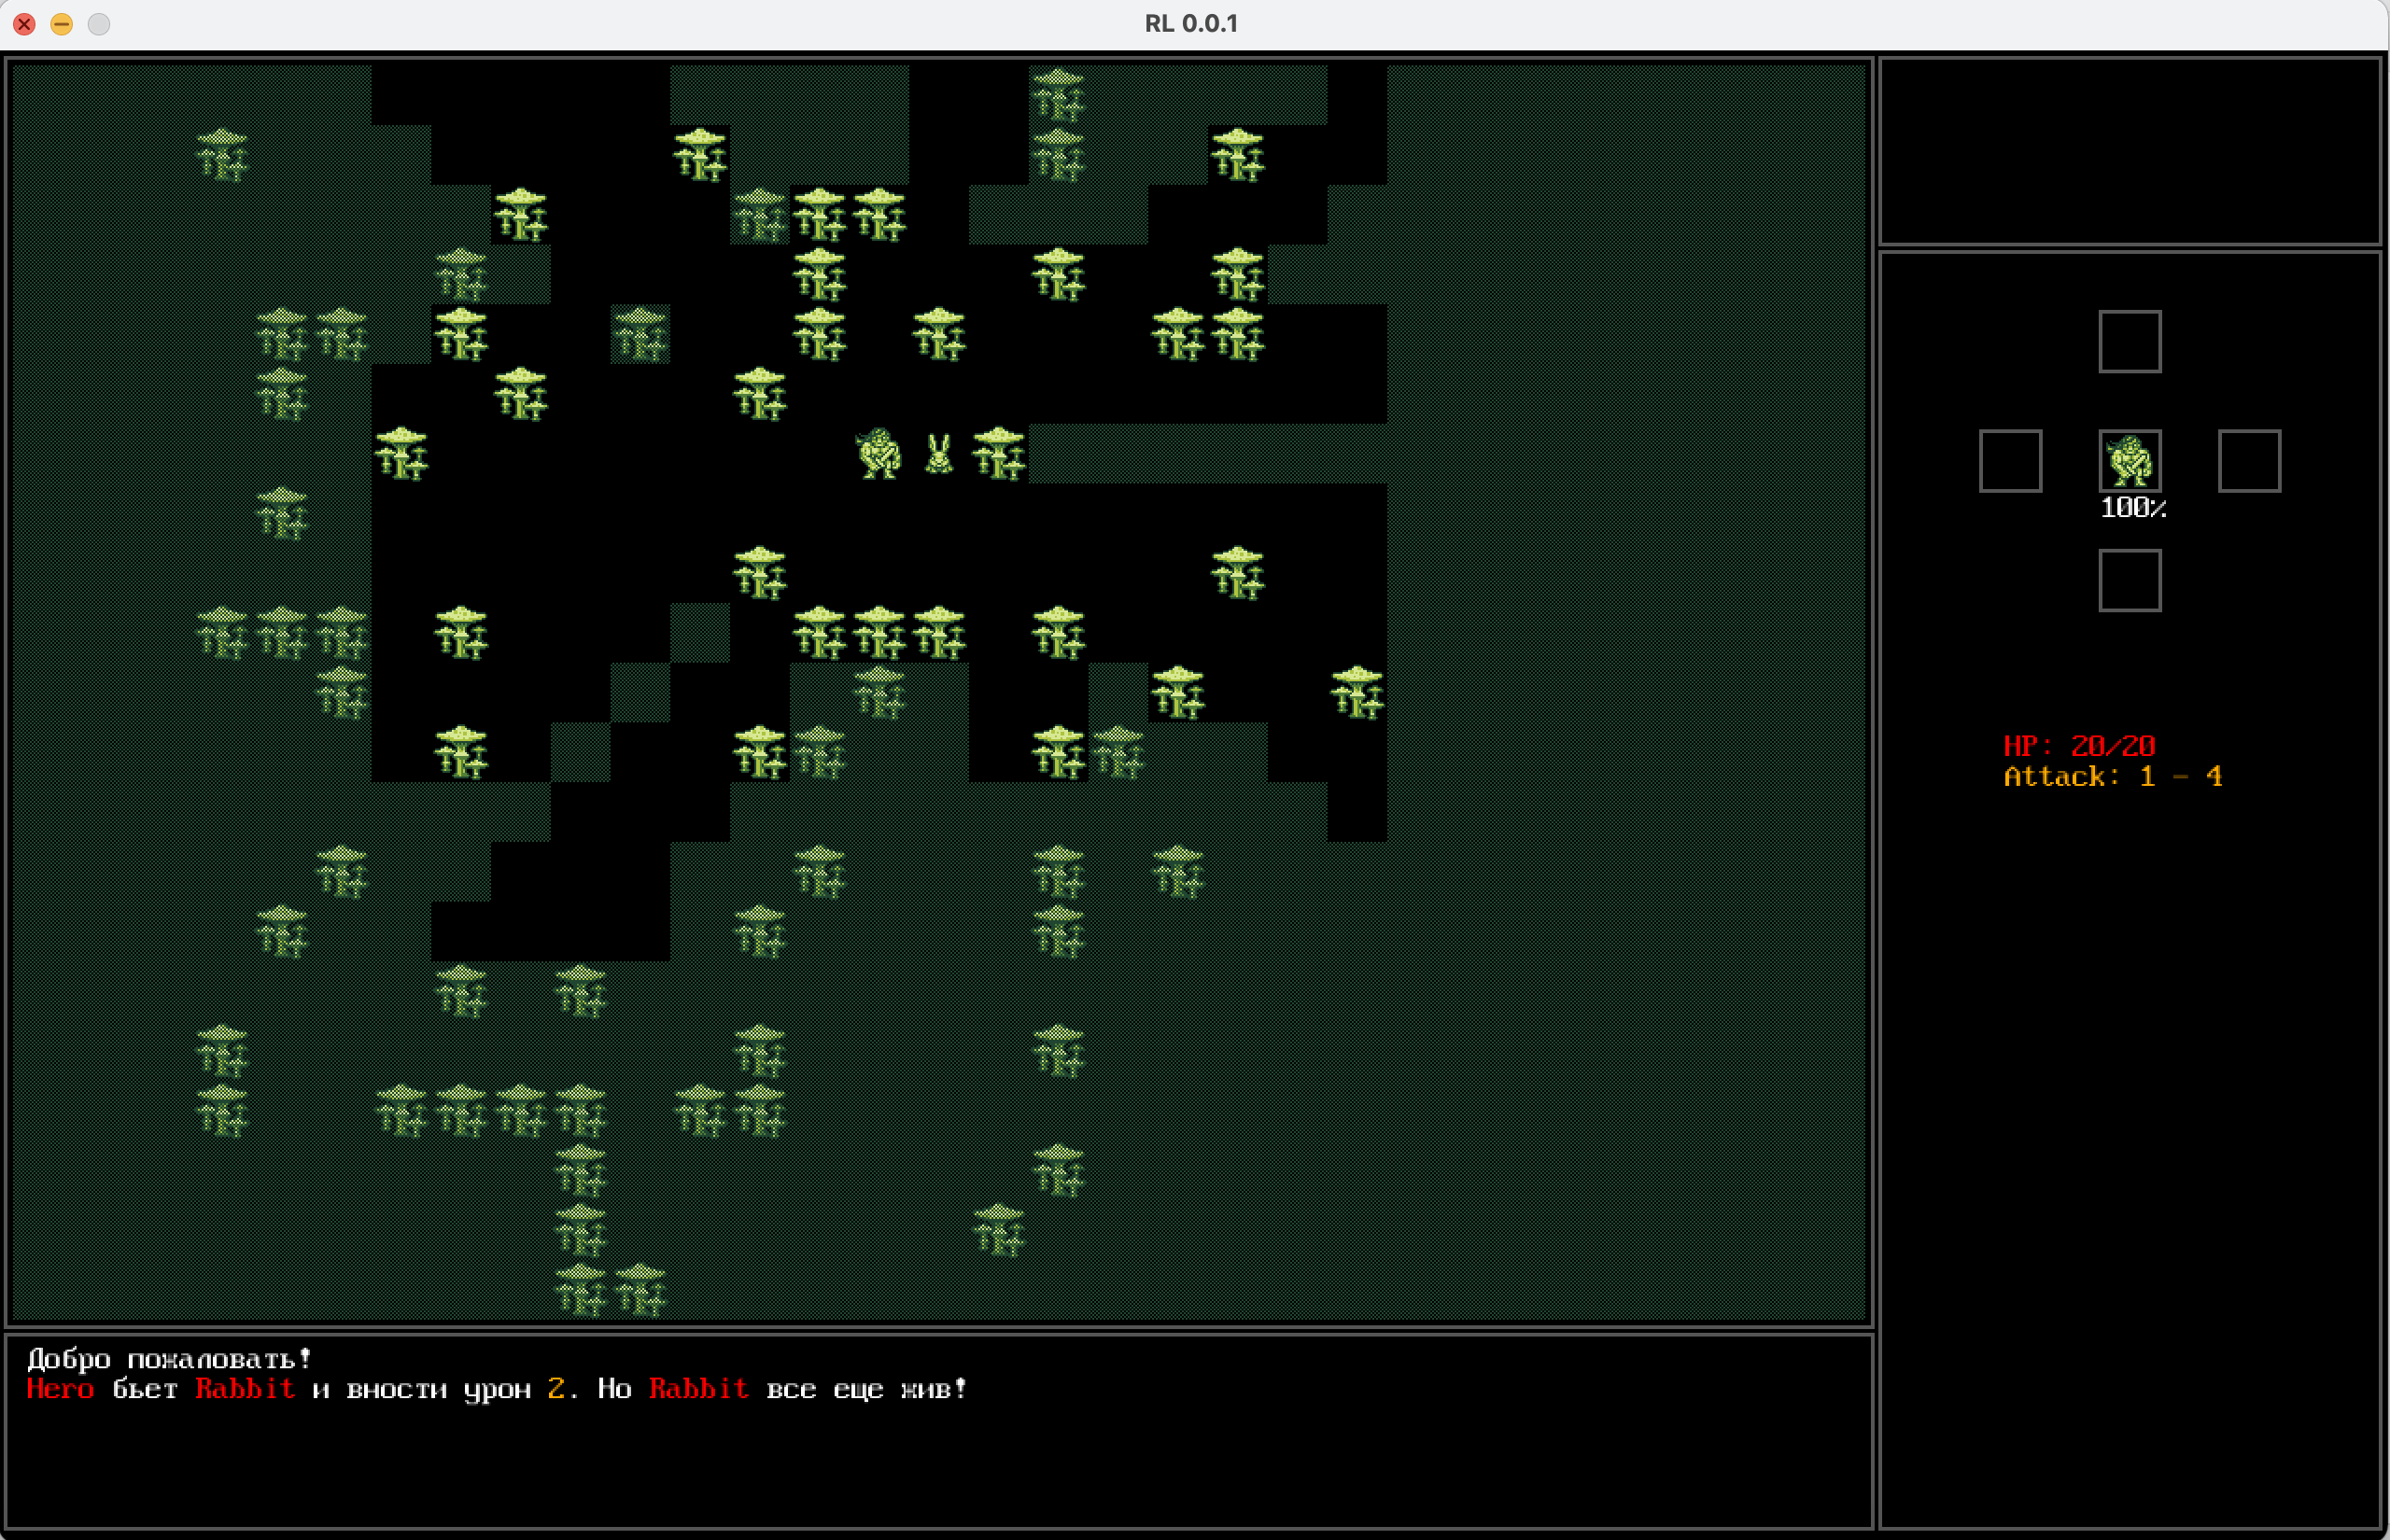 RL 0.0.1
100%
HP: 20/20
Attack: 1 - 4
Добро пожаловать!
Hero бьет Rabbit и вности урон 2. Но Rabbit все еще жив!